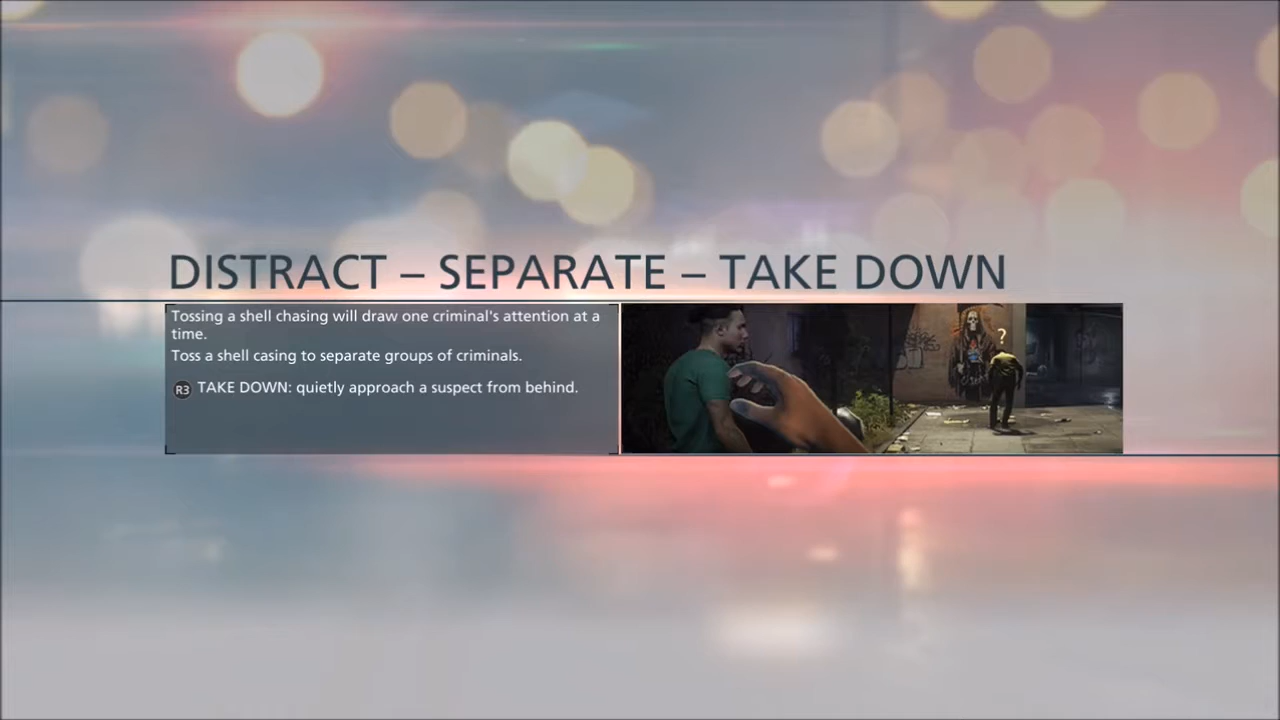 DISTRACT – SEPARATE – TAKE DOWN
Tossing a shell chasing will draw one criminal's attention at a
time.
Toss a shell casing to separate groups of criminals.
R3 TAKE DOWN: quietly approach a suspect from behind.
?